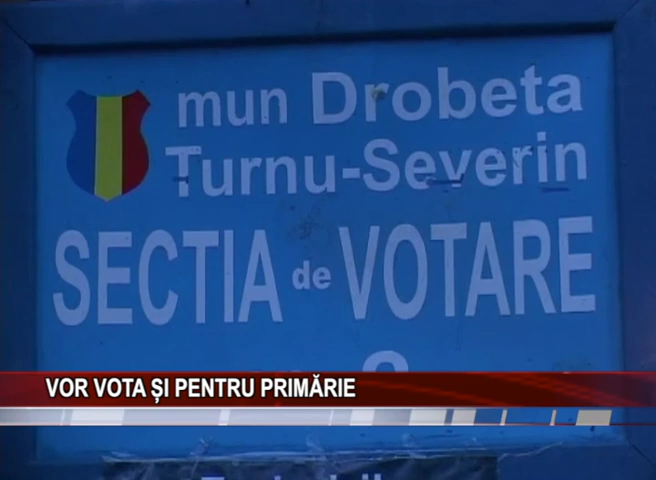 mun Drobeta
Turnu-Severin
SECTIA de VOTARE
VOR VOTA ȘI PENTRU PRIMĂRIE